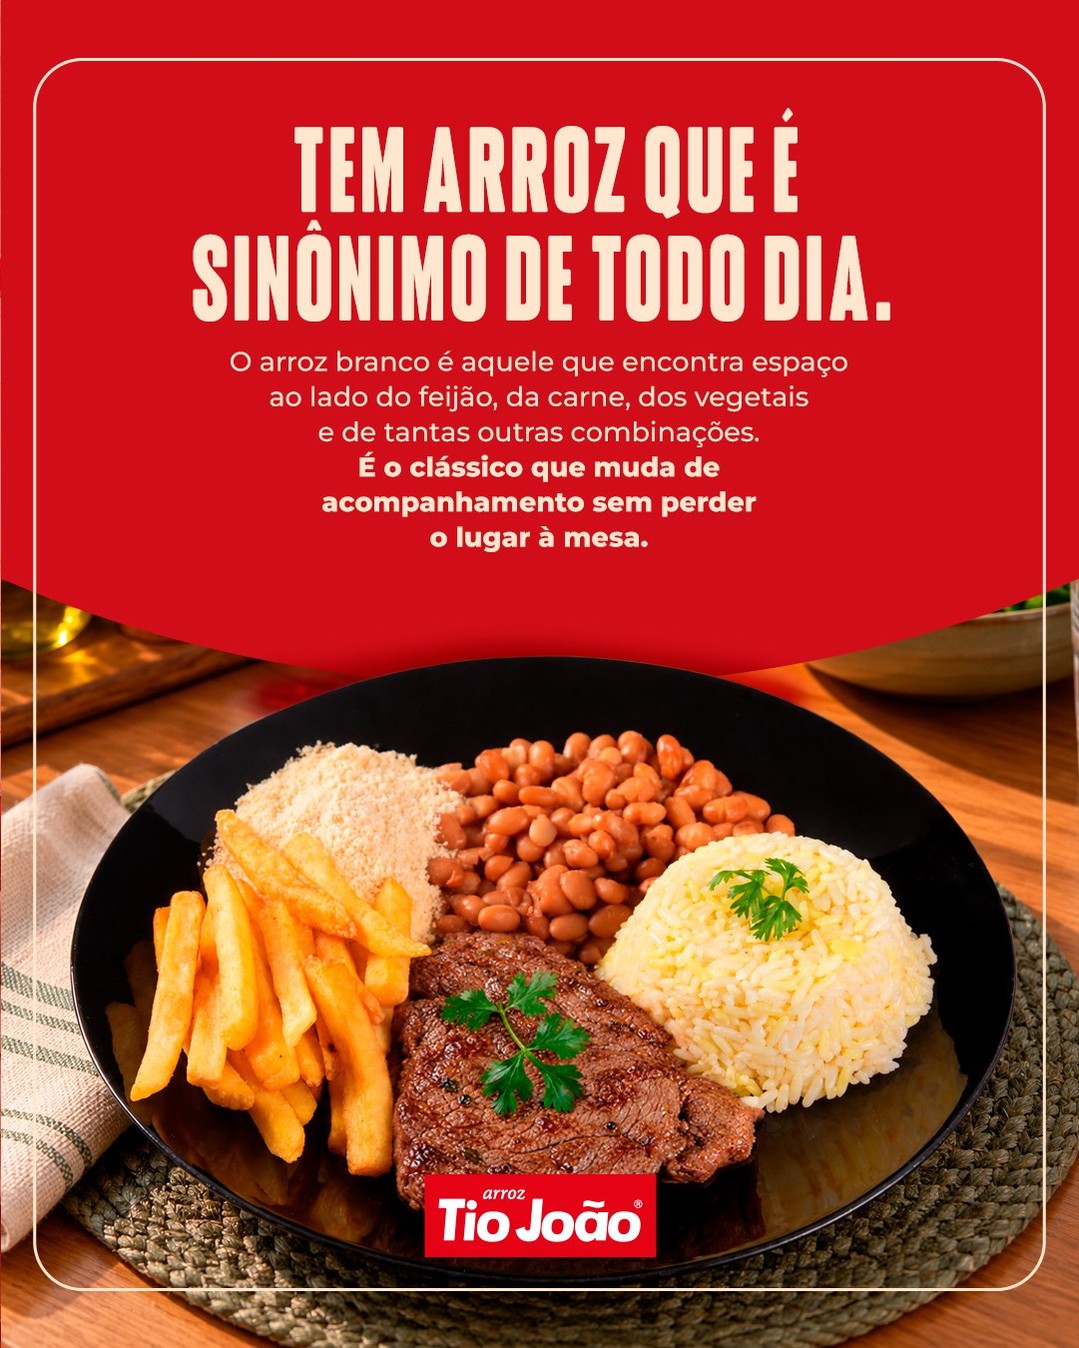 TEM ARROZ QUE É
SINÔNIMO DE TODO DIA.
O arroz branco é aquele que encontra espaço
ao lado do feijão, da carne, dos vegetais
e de tantas outras combinações.
É o clássico que muda de
acompanhamento sem perder
o lugar à mesa.
arroz
Tio João®